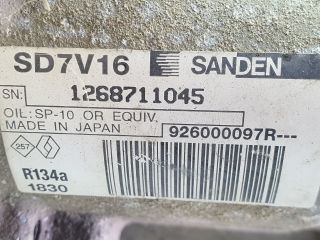 SD7V16 SANDEN
SN: 1268711045
OIL:SP-10 OR EQUIV.
MADE IN JAPAN 926000097R---
257
R134a
1830